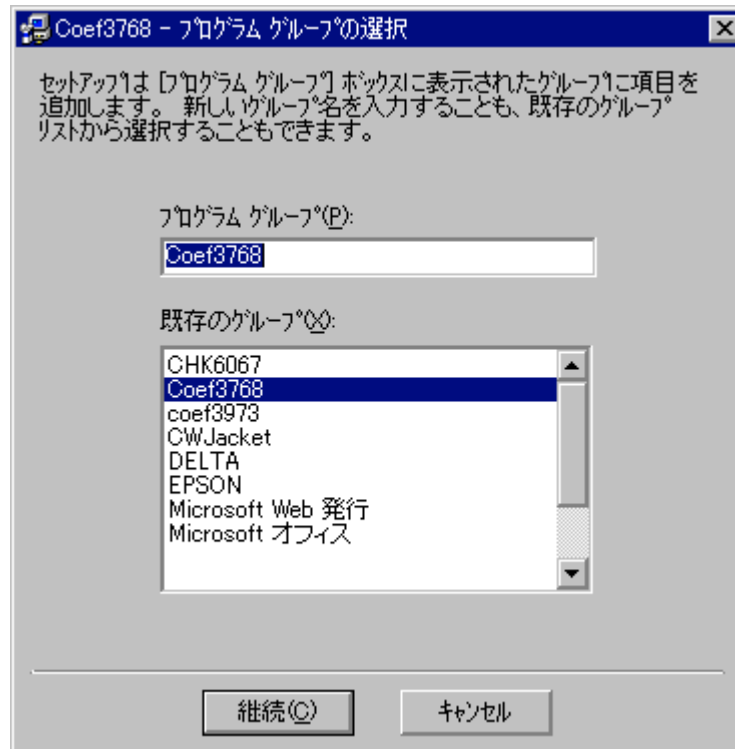 Coef3768 - ﾌﾟﾛｸﾞﾗﾑ ｸﾞﾙｰﾌﾟの選択
ｾｯﾄｱｯﾌﾟは [ﾌﾟﾛｸﾞﾗﾑ ｸﾞﾙｰﾌﾟ] ﾎﾞｯｸｽに表示されたｸﾞﾙｰﾌﾟに項目を
追加します。 新しいｸﾞﾙｰﾌﾟ名を入力することも、既存のｸﾞﾙｰﾌﾟ
ﾘｽﾄから選択することもできます。
ﾌﾟﾛｸﾞﾗﾑ ｸﾞﾙｰﾌﾟ(P):
Coef3768
既存のｸﾞﾙｰﾌﾟ(X):
CHK6067
Coef3768
coef3973
CWJacket
DELTA
EPSON
Microsoft Web 発行
Microsoft オフィス
継続(C)
ｷｬﾝｾﾙ